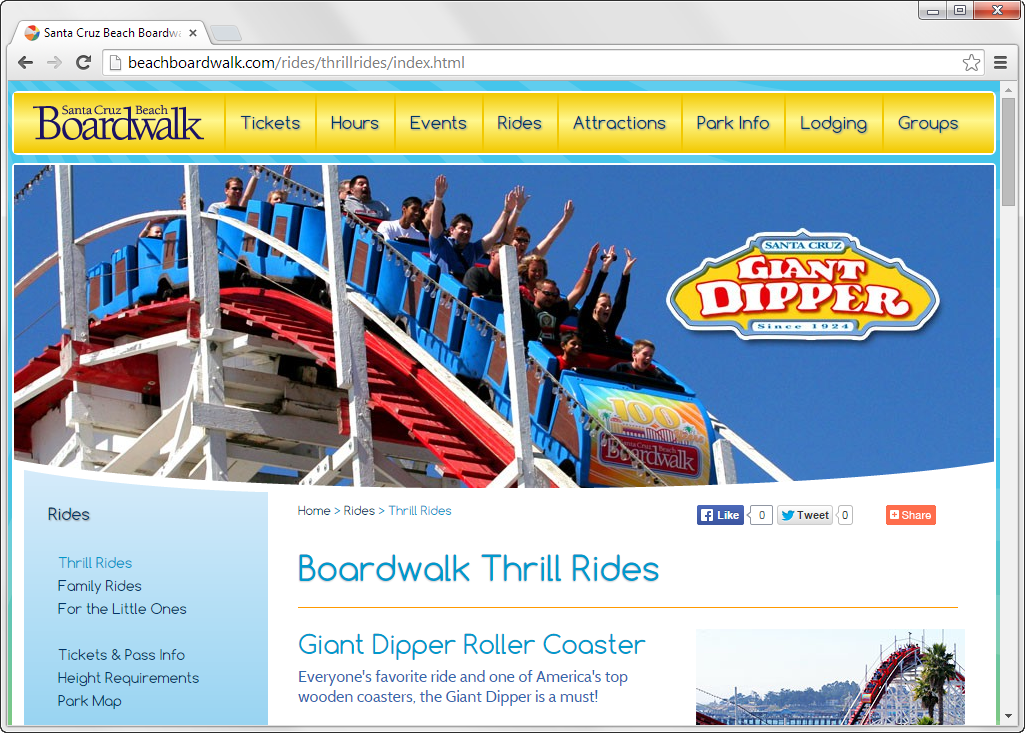 Santa Cruz Beach Boardwa
beachboardwalk.com/rides/thrillrides/index.html
Santa Cruz Beach
Boardwalk
Tickets
Hours
Events
Rides
Attractions
Park Info
Lodging
Groups
SANTA CRUZ
GIANT
DIPPER
Since 1924
100
Santa Cruz Beach
Boardwalk
Rides
Thrill Rides
Family Rides
For the Little Ones
Tickets & Pass Info
Height Requirements
Park Map
Home > Rides > Thrill Rides
Like 0 Tweet 0 Share
Boardwalk Thrill Rides
Giant Dipper Roller Coaster
Everyone's favorite ride and one of America's top
wooden coasters, the Giant Dipper is a must!